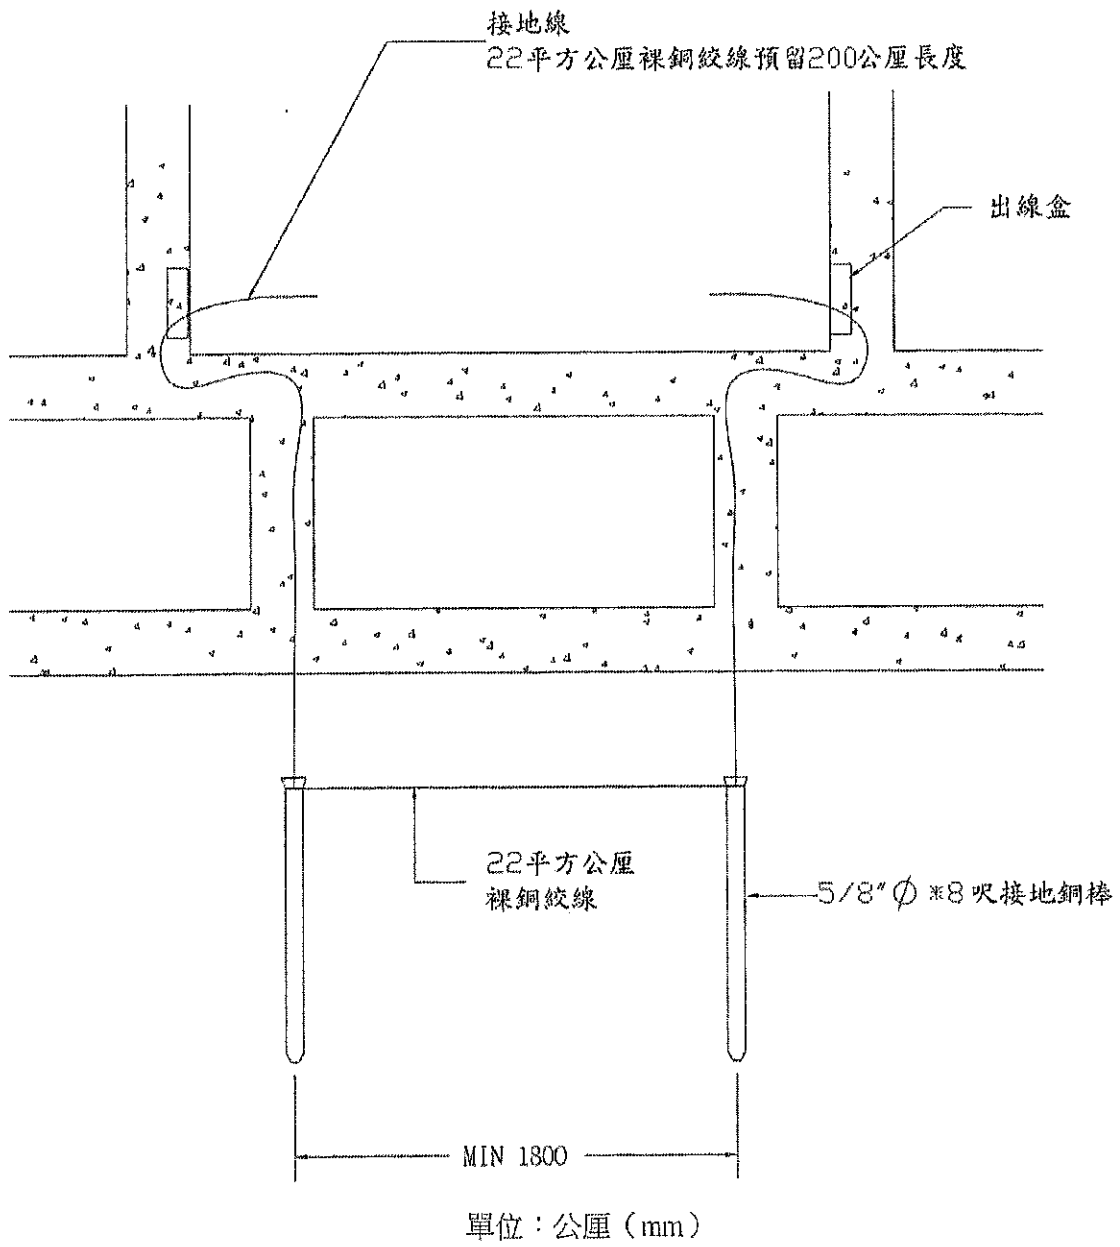 接地線
22平方公厘裸銅絞線預留200公厘長度
出線盒
22平方公厘
裸銅絞線
5/8"∅ *8呎接地銅棒
MIN 1800
單位：公厘（mm）